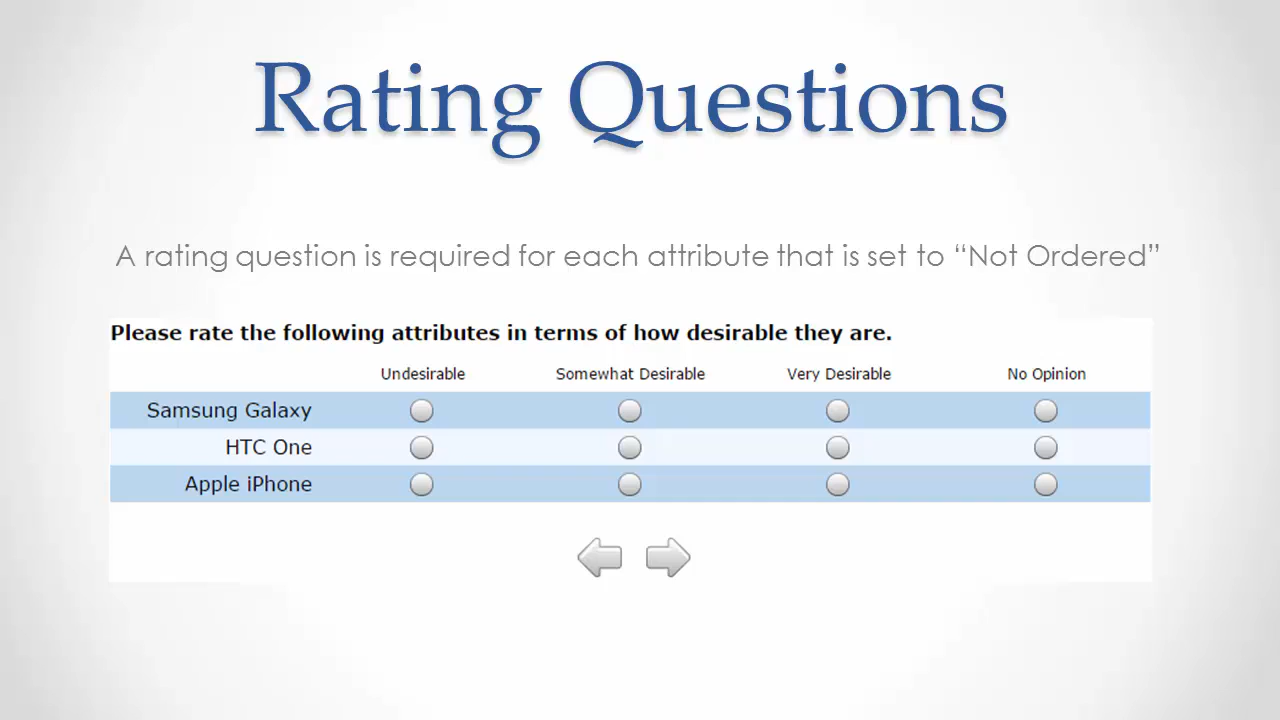 Rating Questions
A rating question is required for each attribute that is set to “Not Ordered”
Please rate the following attributes in terms of how desirable they are.
Undesirable Somewhat Desirable Very Desirable No Opinion
Samsung Galaxy
HTC One
Apple iPhone